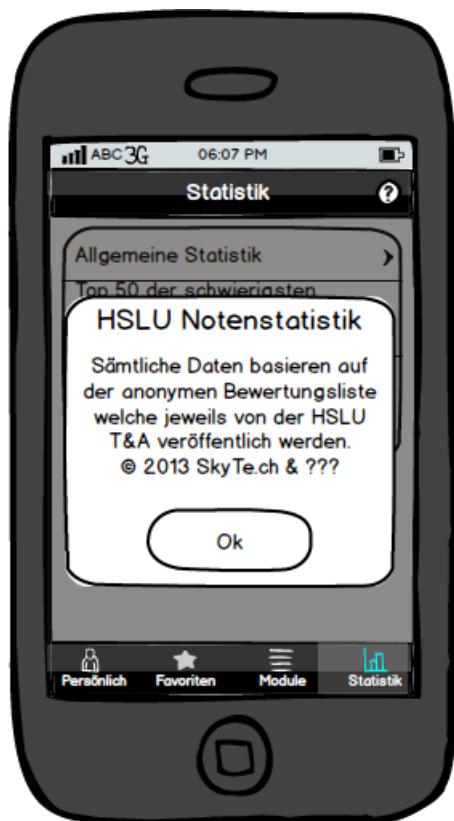 ABC 3G 06:07 PM
Statistik ?
Allgemeine Statistik
Top 50 der schwierigsten
HSLU Notenstatistik
Sämtliche Daten basieren auf
der anonymen Bewertungsliste
welche jeweils von der HSLU
T&A veröffentlich werden.
© 2013 SkyTe.ch & ???
Ok
Persönlich Favoriten Module Statistik